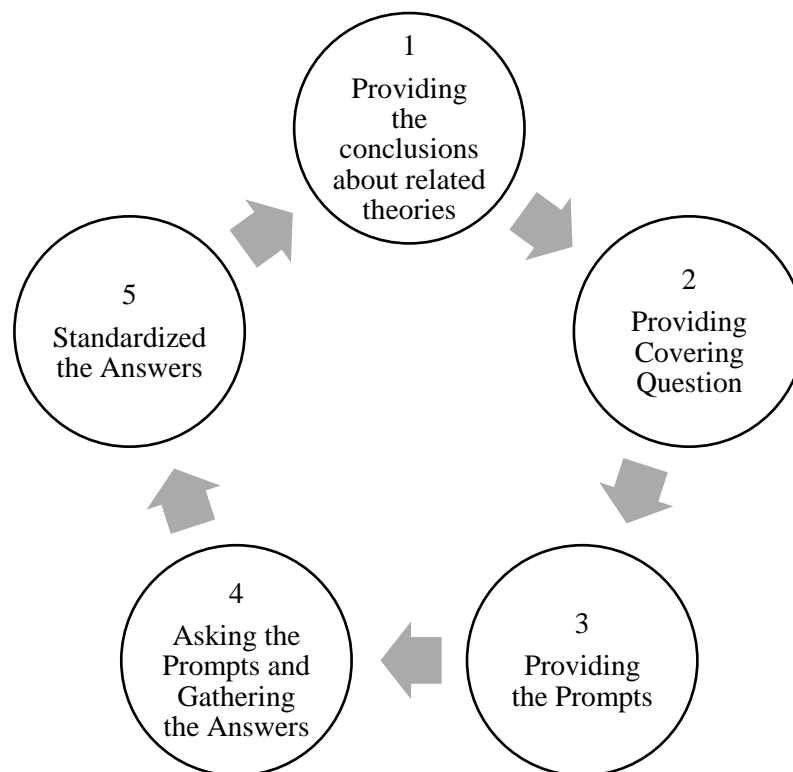 1
Providing
the
conclusions
about related
theories
2
Providing
Covering
Question
3
Providing
the Prompts
4
Asking the
Prompts and
Gathering
the Answers
5
Standardized
the Answers